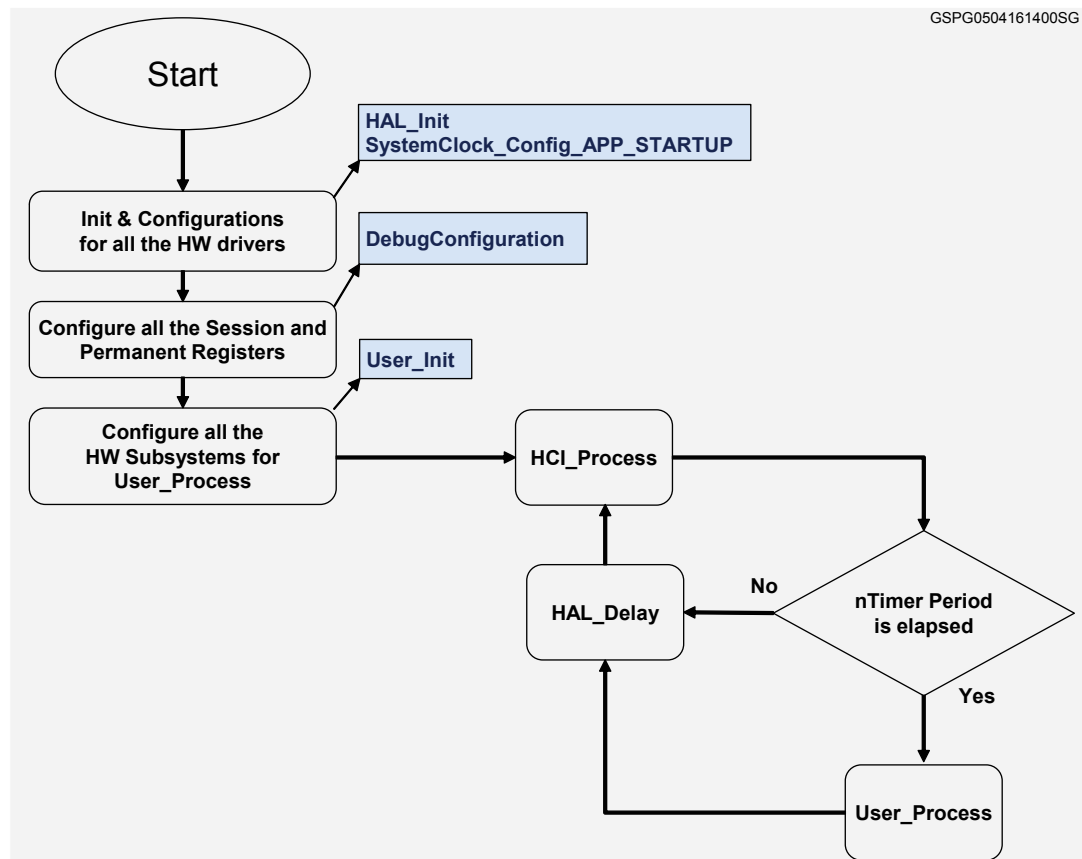 GSPG0504161400SG
Start
HAL_Init
SystemClock_Config_APP_STARTUP
Init & Configurations
for all the HW drivers
DebugConfiguration
Configure all the Session and
Permanent Registers
User_Init
Configure all the
HW Subsystems for
User_Process
HCI_Process
No
HAL_Delay
nTimer Period
is elapsed
Yes
User_Process